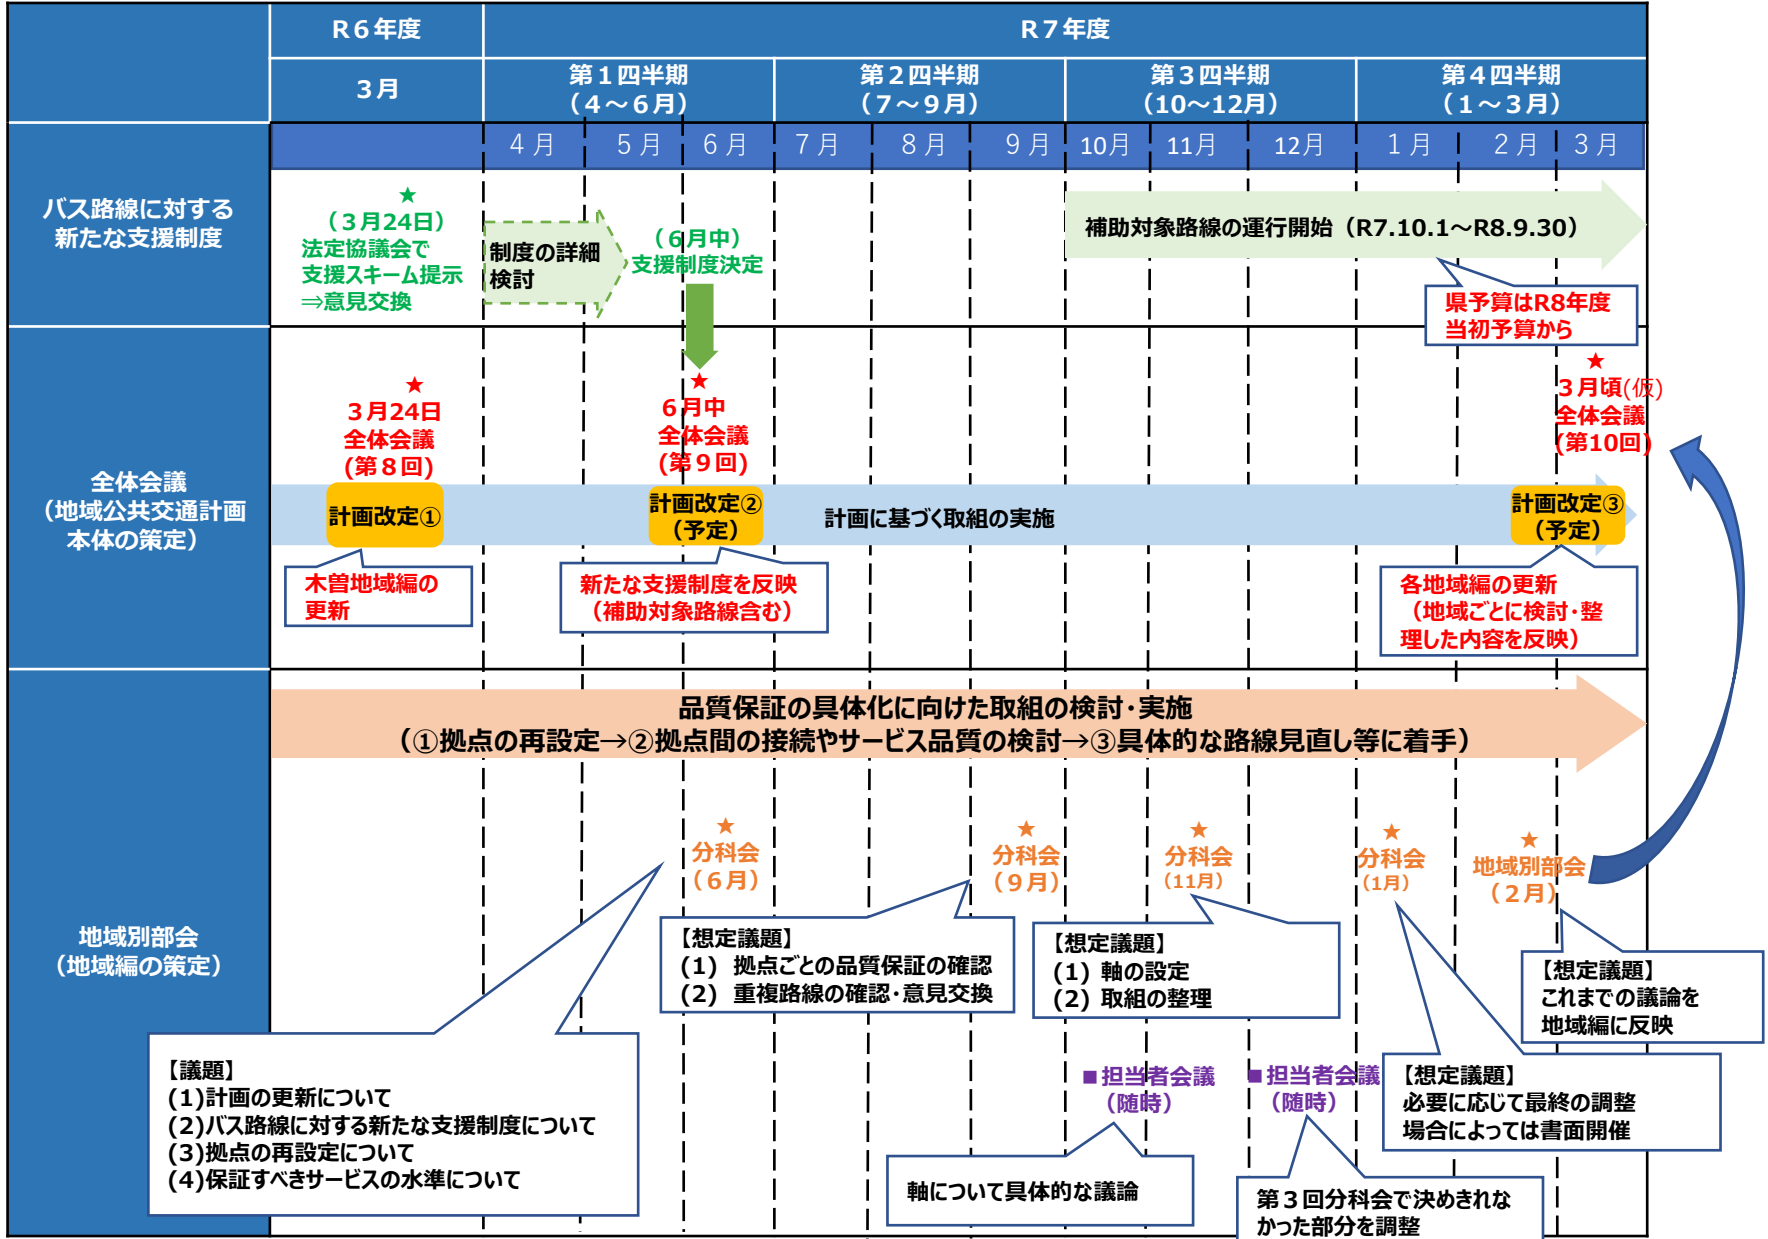 R６年度
R７年度
３月
第１四半期
（４～６月）
第２四半期
（７～９月）
第３四半期
（10～12月）
第４四半期
（１～３月）
４月
５月
６月
７月
８月
９月
10月
11月
12月
１月
２月
３月
バス路線に対する
新たな支援制度
★
（３月24日）
法定協議会で
支援スキーム提示
⇒意見交換
制度の詳細
検討
（６月中）
支援制度決定
補助対象路線の運行開始（R7.10.1～R8.9.30）
県予算はR8年度
当初予算から
全体会議
（地域公共交通計画
本体の策定）
★
３月24日
全体会議
(第８回)
★
６月中
全体会議
(第９回)
★
３月頃(仮)
全体会議
(第10回)
計画改定①
計画改定②
（予定）
計画に基づく取組の実施
計画改定③
（予定）
木曽地域編の
更新
新たな支援制度を反映
（補助対象路線含む）
各地域編の更新
（地域ごとに検討・整
理した内容を反映）
地域別部会
（地域編の策定）
品質保証の具体化に向けた取組の検討・実施
（①拠点の再設定→②拠点間の接続やサービス品質の検討→③具体的な路線見直し等に着手）
★
分科会
（６月）
★
分科会
（９月）
★
分科会
（11月）
★
分科会
（1月）
★
地域別部会
（２月）
【議題】
(1)計画の更新について
(2)バス路線に対する新たな支援制度について
(3)拠点の再設定について
(4)保証すべきサービスの水準について
【想定議題】
(1) 拠点ごとの品質保証の確認
(2) 重複路線の確認・意見交換
【想定議題】
(1) 軸の設定
(2) 取組の整理
【想定議題】
必要に応じて最終の調整
場合によっては書面開催
【想定議題】
これまでの議論を
地域編に反映
■担当者会議
（随時）
■担当者会議
（随時）
軸について具体的な議論
第３回分科会で決めきれな
かった部分を調整